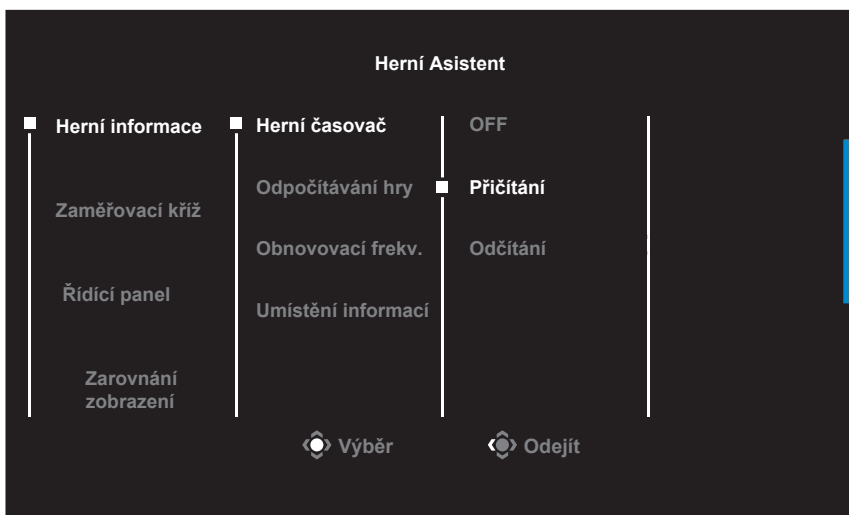 Herní Asistent
Herní informace
Zaměřovací kříž
Řídící panel
Zarovnání
zobrazení
Herní časovač
Odpočítávání hry
Obnovovací frekv.
Umístění informací
OFF
Přičítání
Odčítání
Výběr
Odejít